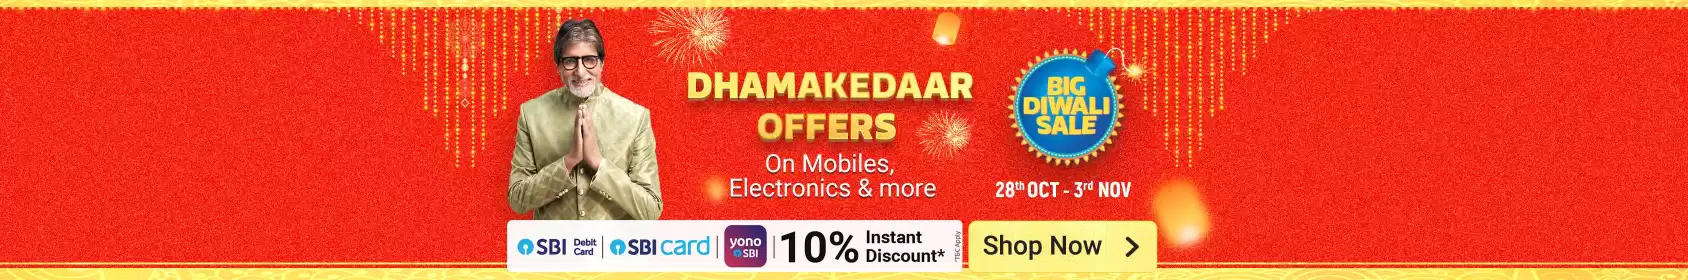 DHAMAKEDAAR
OFFERS
On Mobiles,
Electronics & more
BIG
DIWALI
SALE
28th OCT - 3rd NOV
SBI Debit Card
SBI card
yono
SBI
10% Instant Discount*
*T&C Apply
Shop Now